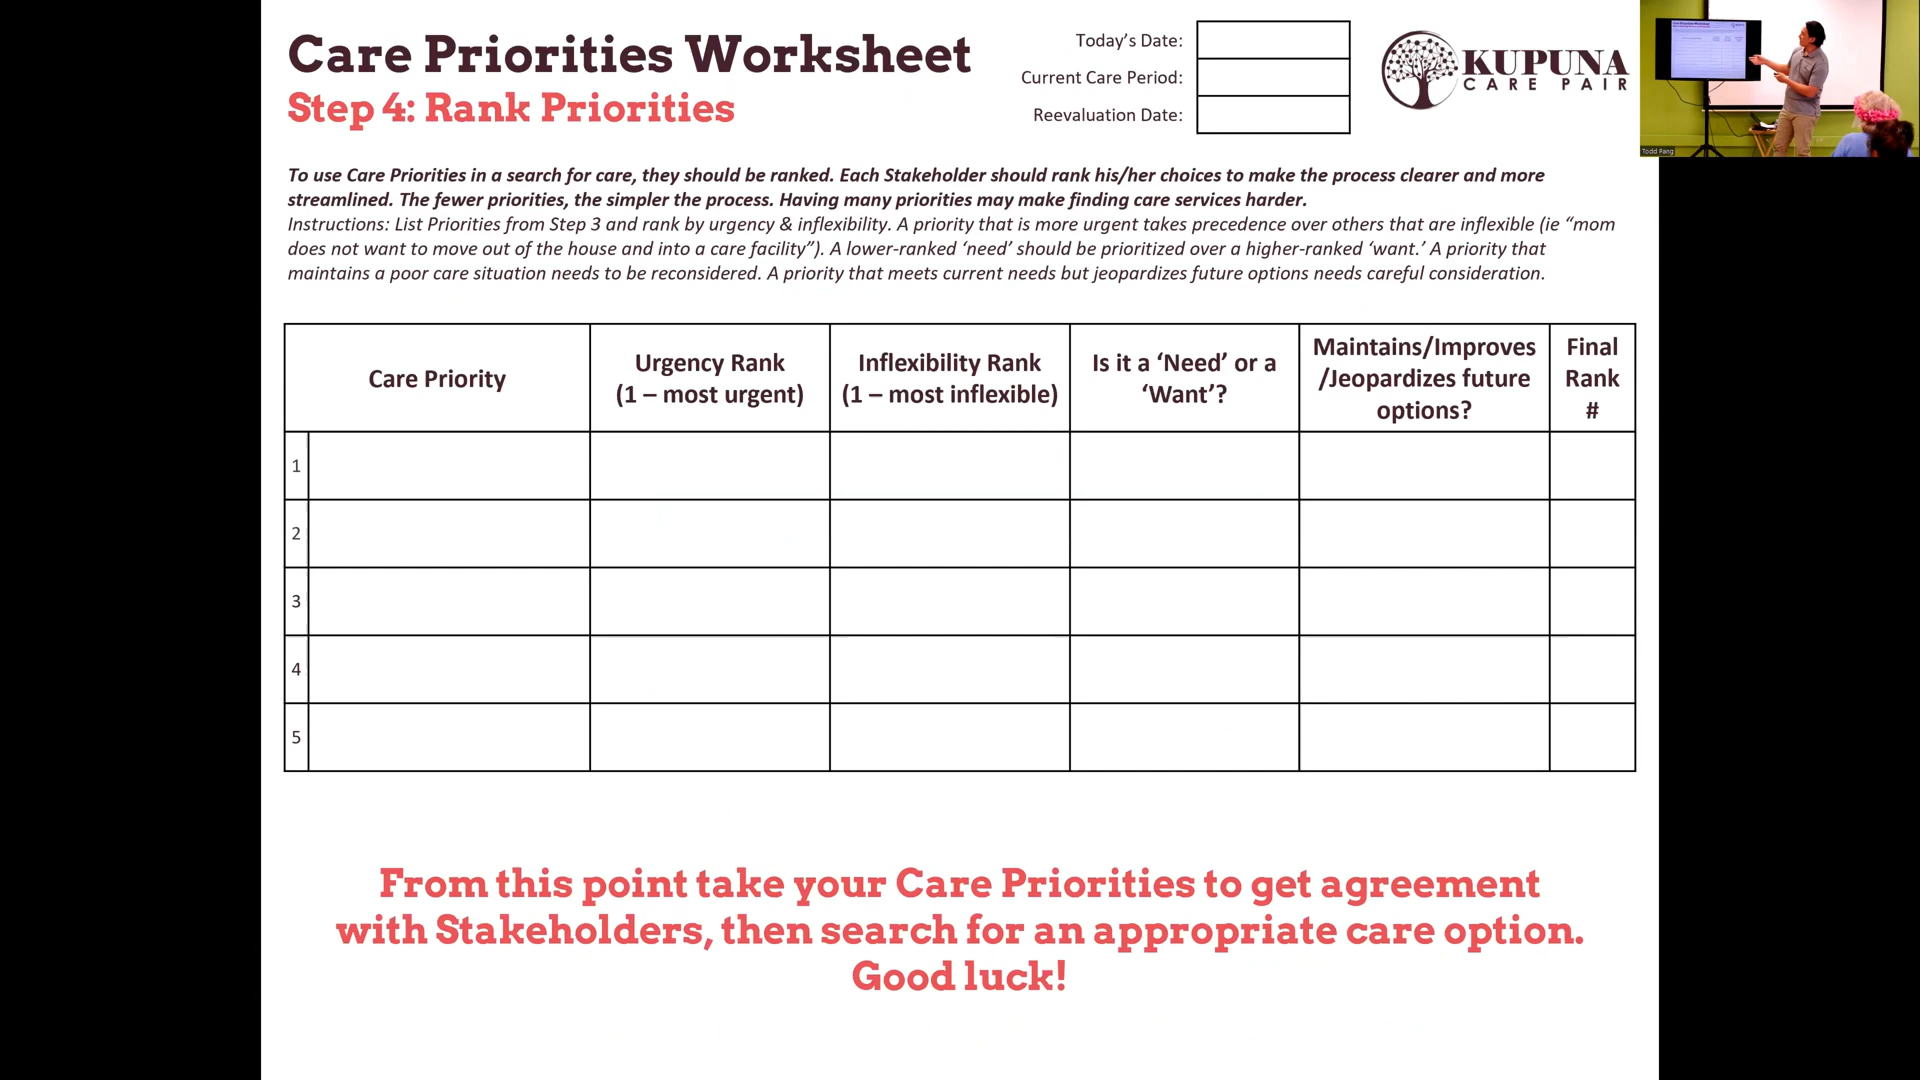 Care Priorities Worksheet
Step 4: Rank Priorities
Today's Date:
Current Care Period:
Reevaluation Date:
KUPUNA
CARE PAIR
Todd Pang
To use Care Priorities in a search for care, they should be ranked. Each Stakeholder should rank his/her choices to make the process clearer and more
streamlined. The fewer priorities, the simpler the process. Having many priorities may make finding care services harder.
Instructions: List Priorities from Step 3 and rank by urgency & inflexibility. A priority that is more urgent takes precedence over others that are inflexible (ie “mom
does not want to move out of the house and into a care facility”). A lower-ranked ‘need’ should be prioritized over a higher-ranked ‘want.’ A priority that
maintains a poor care situation needs to be reconsidered. A priority that meets current needs but jeopardizes future options needs careful consideration.
Care Priority
Urgency Rank
(1 – most urgent)
Inflexibility Rank
(1 – most inflexible)
Is it a ‘Need’ or a
‘Want’?
Maintains/Improves
/Jeopardizes future
options?
Final
Rank
#
1
2
3
4
5
From this point take your Care Priorities to get agreement
with Stakeholders, then search for an appropriate care option.
Good luck!